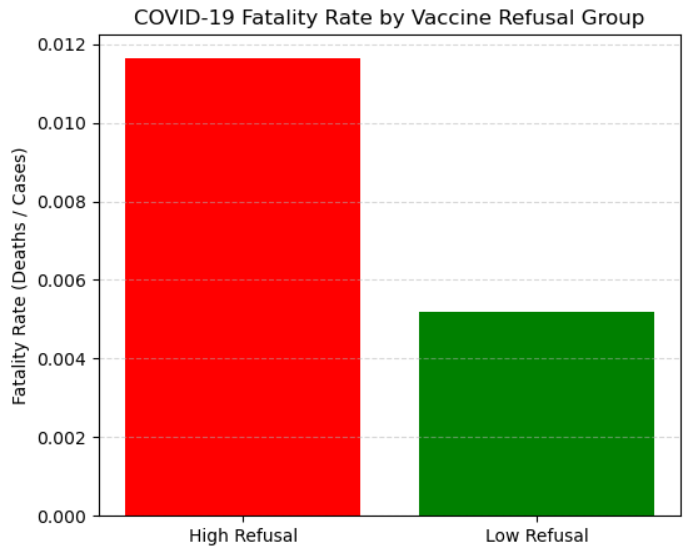 COVID-19 Fatality Rate by Vaccine Refusal Group
Fatality Rate (Deaths / Cases)
0.012
0.010
0.008
0.006
0.004
0.002
0.000
High Refusal
Low Refusal